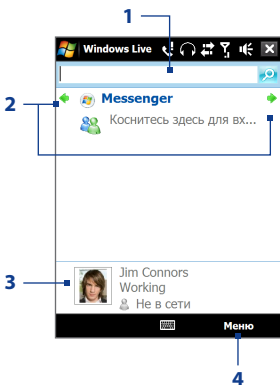 1
Windows Live
2
Messenger
Коснитесь здесь для вх...
3
Jim Connors
Working
Не в сети
Меню
4